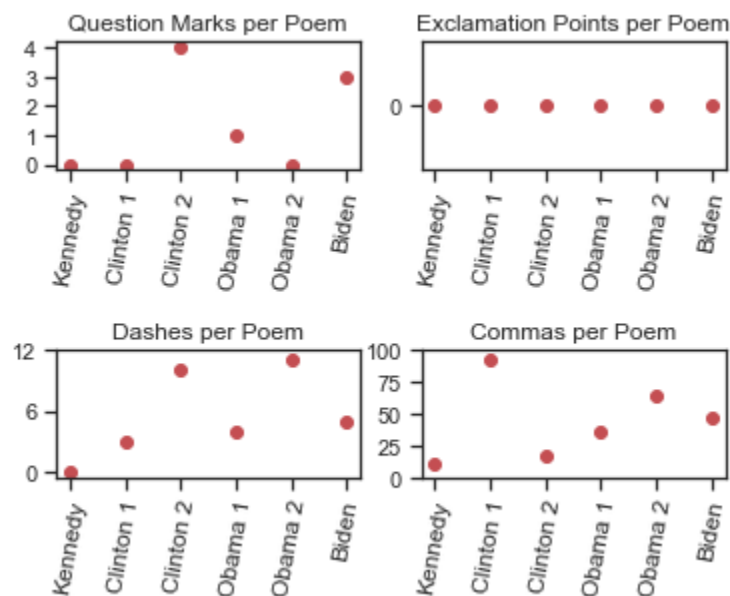 Question Marks per Poem
4
3
2
1
0
Kennedy
Clinton 1
Clinton 2
Obama 1
Obama 2
Biden
Exclamation Points per Poem
0
Kennedy
Clinton 1
Clinton 2
Obama 1
Obama 2
Biden
Dashes per Poem
12
6
0
Kennedy
Clinton 1
Clinton 2
Obama 1
Obama 2
Biden
Commas per Poem
100
75
50
25
0
Kennedy
Clinton 1
Clinton 2
Obama 1
Obama 2
Biden